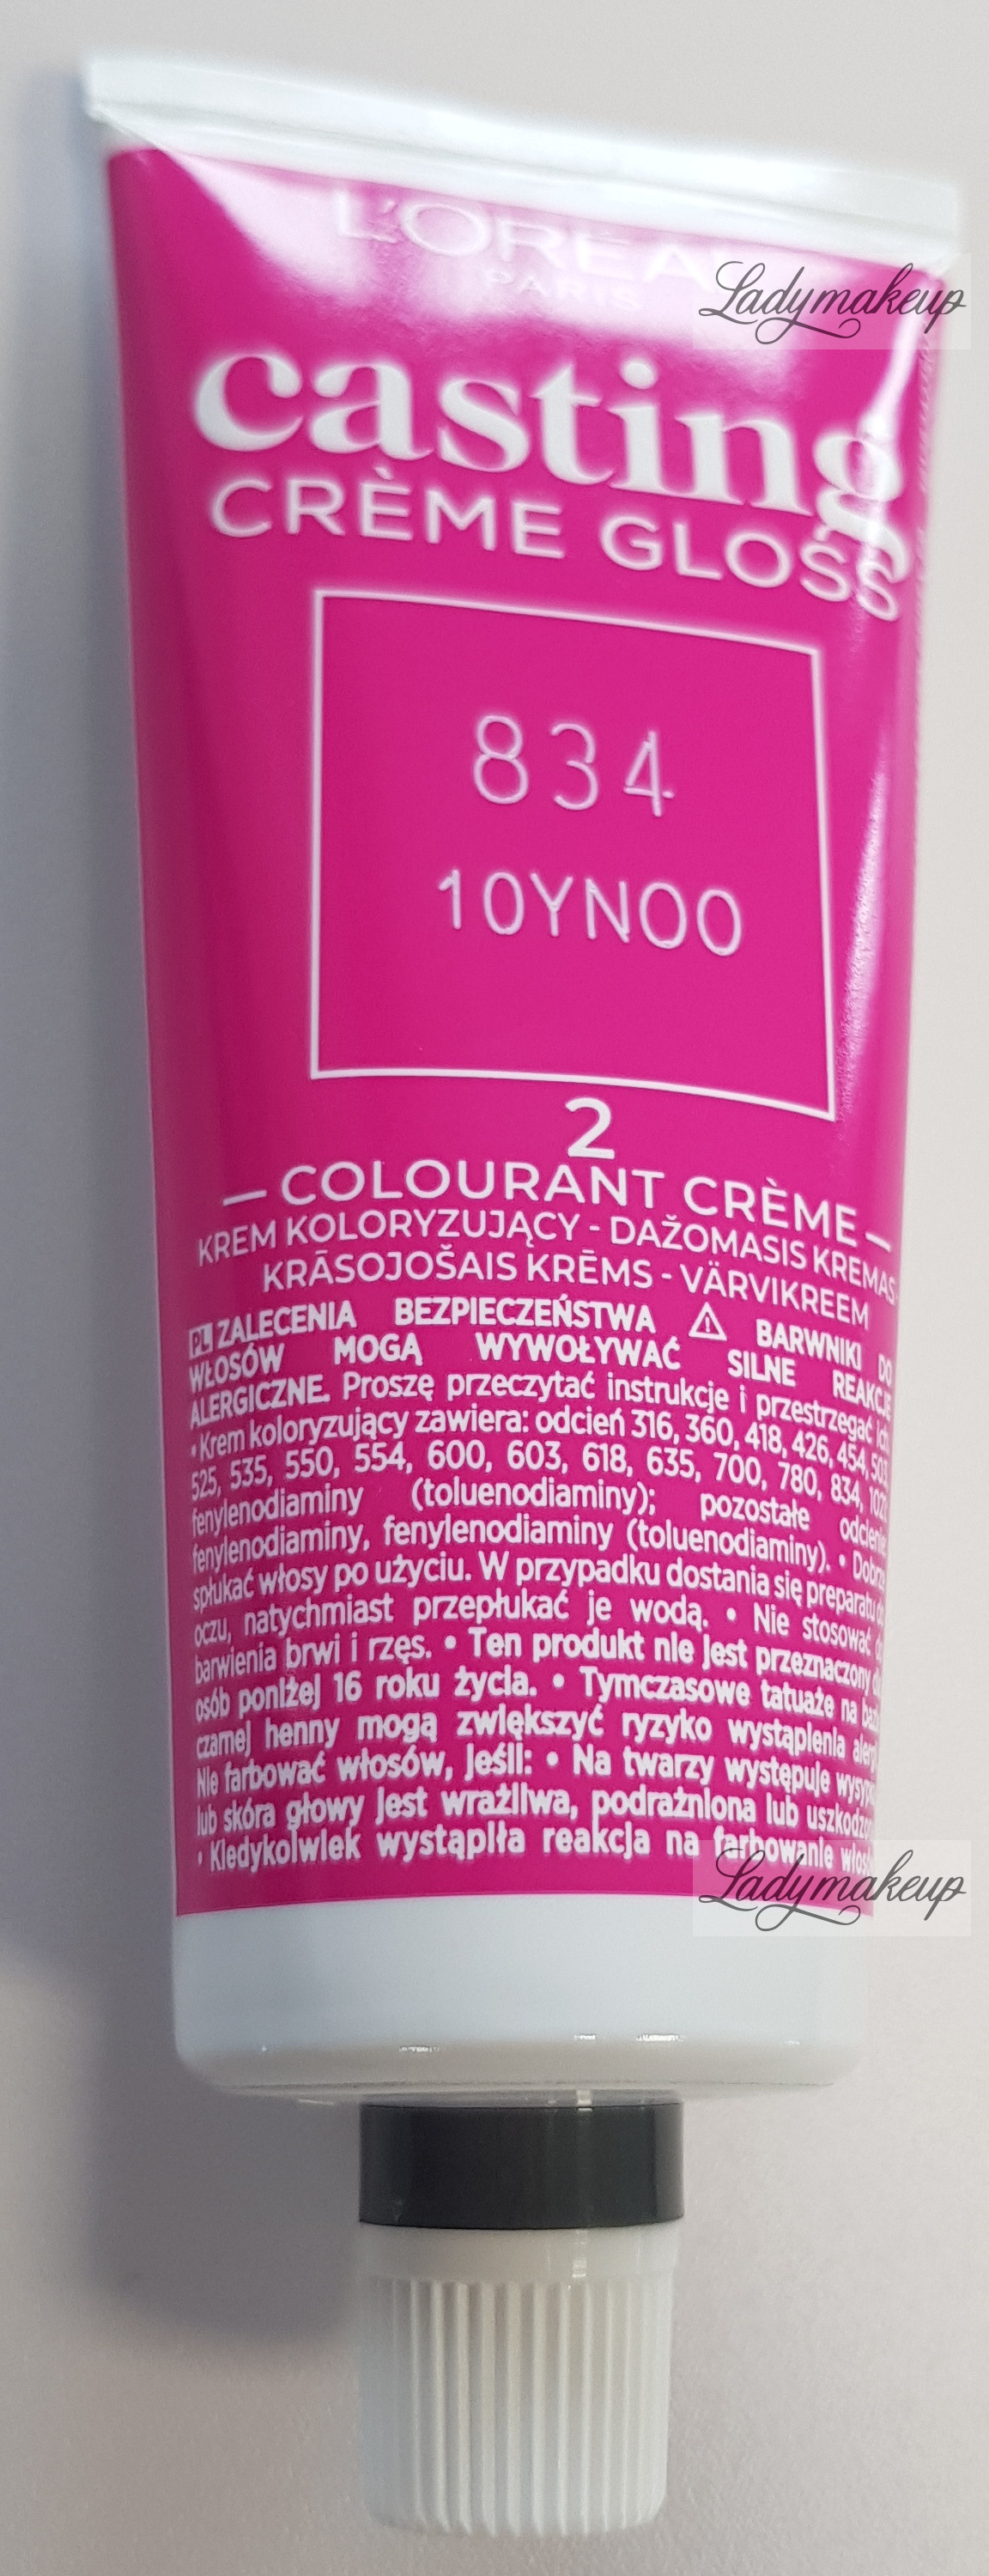 L'ORÉAL
PARIS
Ladymakeup
casting
CRÈME GLOSS
834
10YN00
2
— COLOURANT CRÈME —
KREM KOLORYZUJĄCY - DAŽOMASIS KREMAS
KRĀSOJOŠAIS KRĒMS - VÄRVIKREEM
PL ZALECENIA BEZPIECZEŃSTWA ⚠ BARWNIKI DO
WŁOSÓW MOGĄ WYWOŁYWAĆ SILNE REAKCJE
ALERGICZNE. Proszę przeczytać instrukcje i przestrzegać ich.
• Krem koloryzujący zawiera: odcień 316, 360, 418, 426, 454, 503,
525, 535, 550, 554, 600, 603, 618, 635, 700, 780, 834, 1021
fenylenodiaminy (toluenodiaminy); pozostałe odcienie
fenylenodiaminy, fenylenodiaminy (toluenodiaminy). • Dobrze
spłukać włosy po użyciu. W przypadku dostania się preparatu do
oczu, natychmiast przepłukać je wodą. • Nie stosować do
barwienia brwi i rzęs. • Ten produkt nie jest przeznaczony dla
osób poniżej 16 roku życia. • Tymczasowe tatuaże na bazie
czarnej henny mogą zwiększyć ryzyko wystąpienia alergii
Nie farbować włosów, jeśli: • Na twarzy występuje wysypka
lub skóra głowy jest wrażliwa, podrażniona lub
• Kiedykolwiek wystąpiła reakcja na farbowanie
Ladymakeup